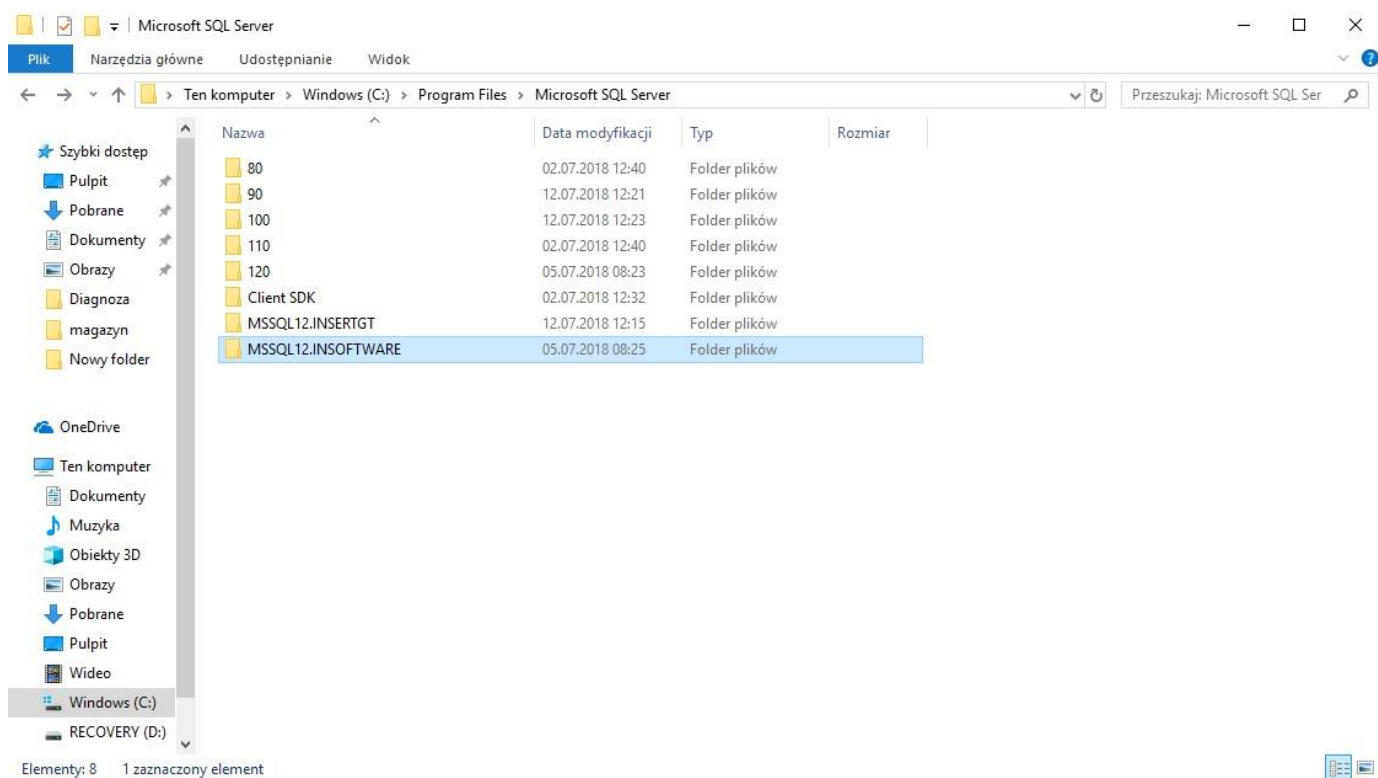 Microsoft SQL Server
Plik Narzędzia główne Udostępnianie Widok
Ten komputer Windows (C:) Program Files Microsoft SQL Server Przeszukaj: Microsoft SQL Ser
Szybki dostęp
Pulpit
Pobrane
Dokumenty
Obrazy
Diagnoza
magazyn
Nowy folder
OneDrive
Ten komputer
Dokumenty
Muzyka
Obiekty 3D
Obrazy
Pobrane
Pulpit
Wideo
Windows (C:)
RECOVERY (D:)
Nazwa Data modyfikacji Typ Rozmiar
80 02.07.2018 12:40 Folder plików
90 12.07.2018 12:21 Folder plików
100 12.07.2018 12:23 Folder plików
110 02.07.2018 12:40 Folder plików
120 05.07.2018 08:23 Folder plików
Client SDK 02.07.2018 12:32 Folder plików
MSSQL12.INSERTGT 12.07.2018 12:15 Folder plików
MSSQL12.INSOFTWARE 05.07.2018 08:25 Folder plików
Elementy: 8 1 zaznaczony element